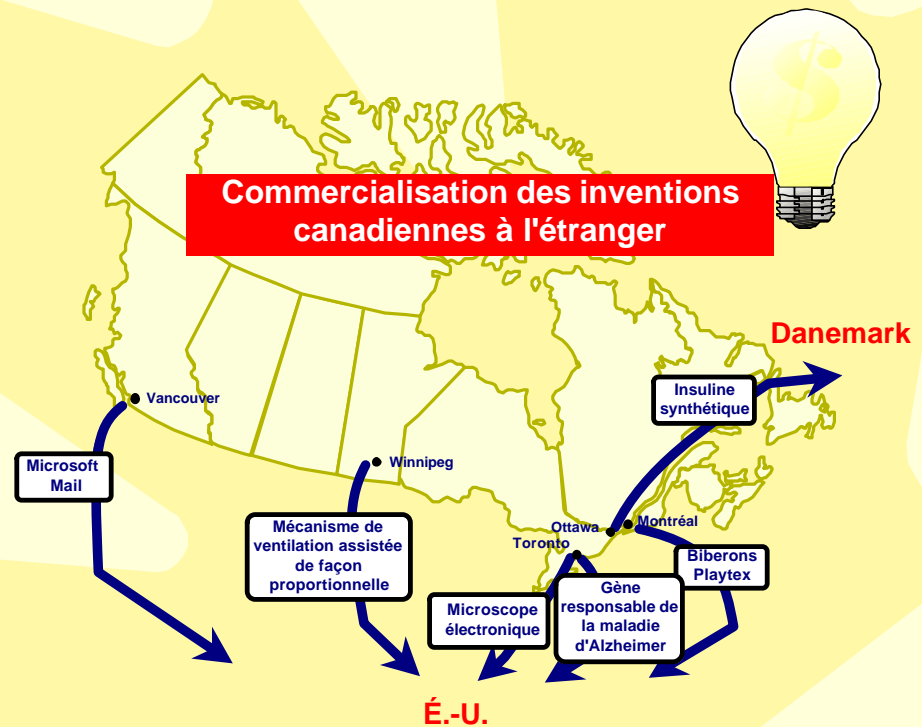 Commercialisation des inventions
canadiennes à l'étranger
Danemark
Insuline
synthétique
Vancouver
Microsoft
Mail
Winnipeg
Mécanisme de
ventilation assistée
de façon
proportionnelle
Ottawa
Montréal
Toronto
Biberons
Playtex
Microscope
électronique
Gène
responsable de
la maladie
d'Alzheimer
É.-U.